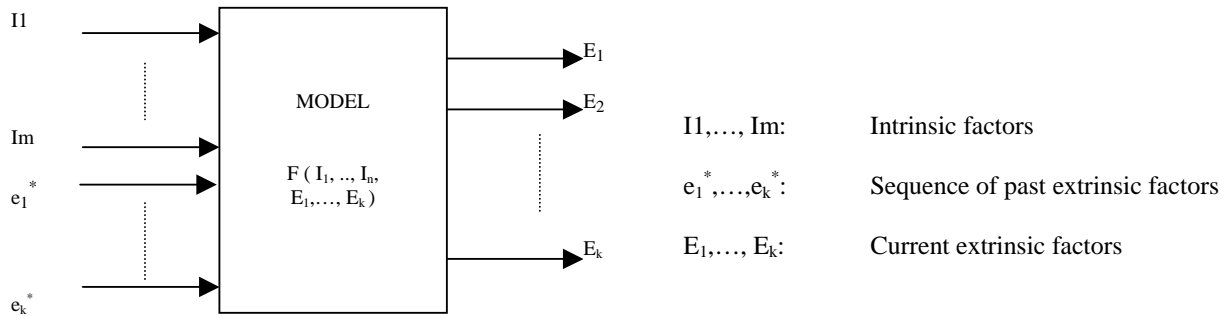 I1
Im
e₁*
eₖ*
MODEL
F ( I₁, .., Iₙ,
E₁,…, Eₖ )
E₁
E₂
Eₖ
I1,…, Im: Intrinsic factors
e₁*,…,eₖ*: Sequence of past extrinsic factors
E₁,…, Eₖ: Current extrinsic factors